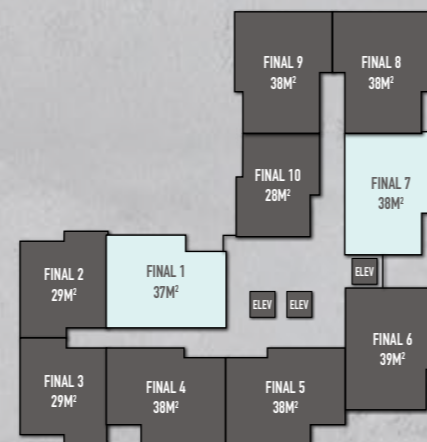 FINAL 9
38M²
FINAL 8
38M²
FINAL 10
28M²
FINAL 7
38M²
FINAL 2
29M²
FINAL 1
37M²
ELEV
ELEV
ELEV
FINAL 6
39M²
FINAL 3
29M²
FINAL 4
38M²
FINAL 5
38M²